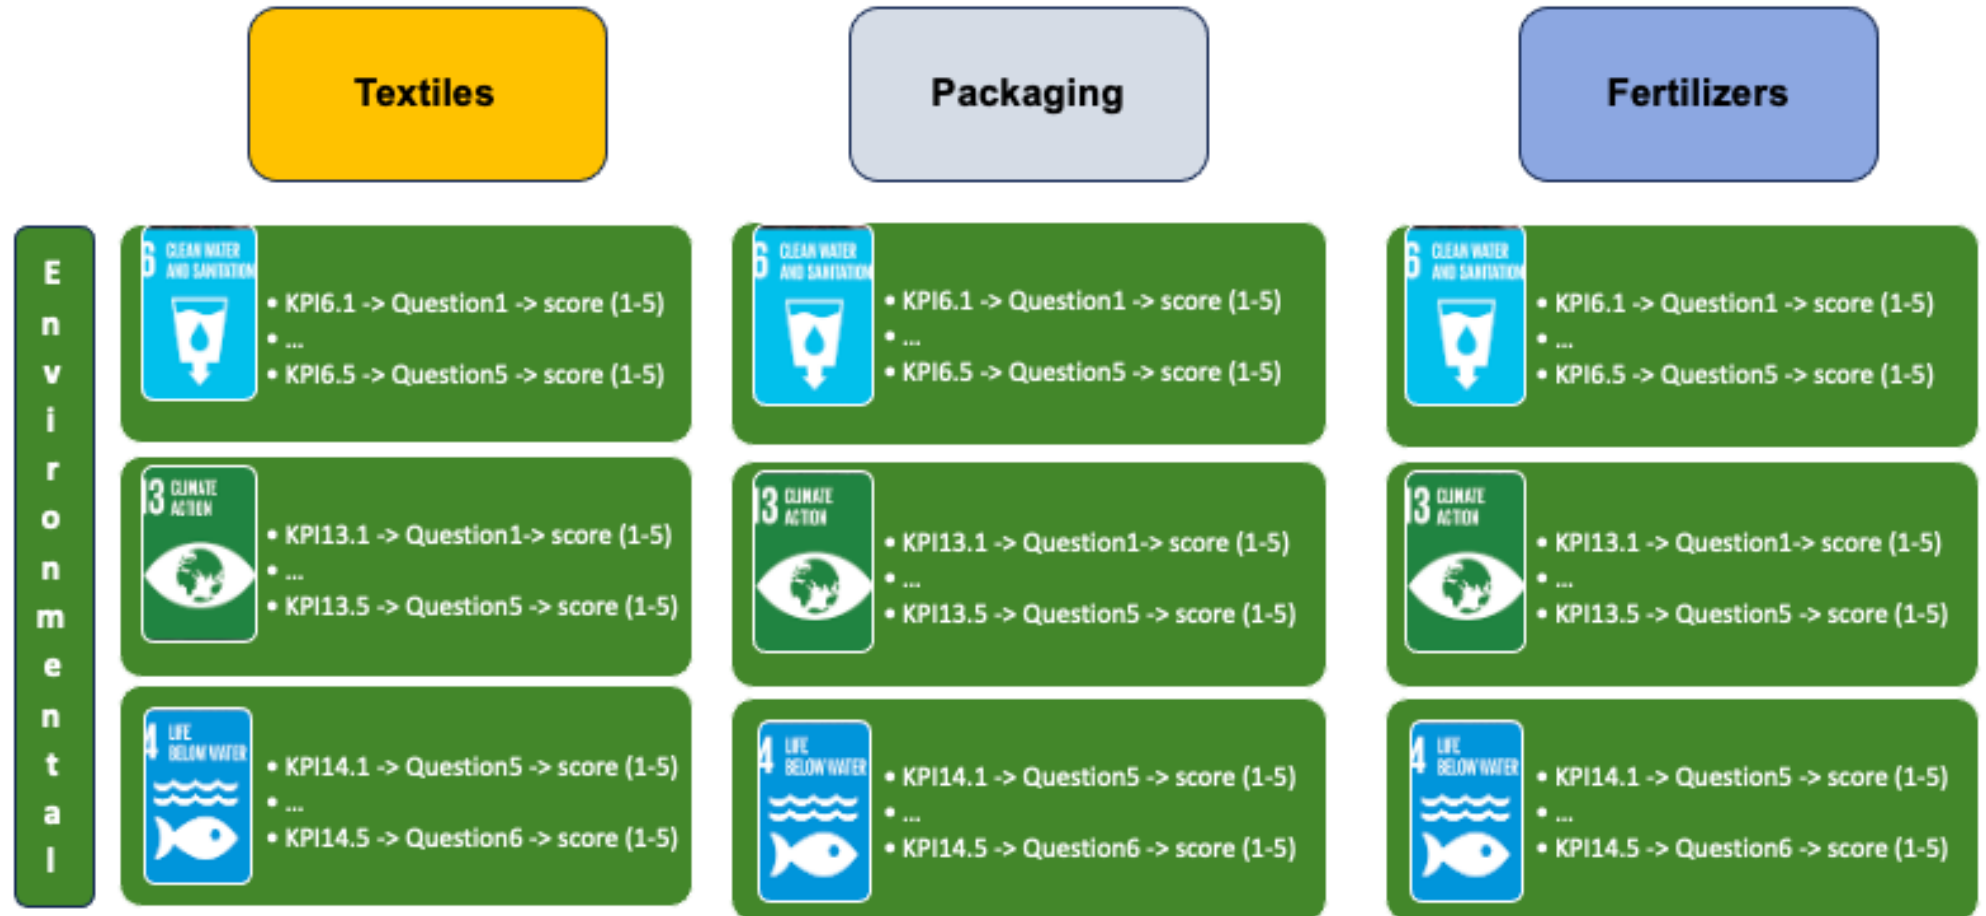 Textiles
Packaging
Fertilizers
Environmental
6 CLEAN WATER
AND SANITATION
• KPI6.1 -> Question1 -> score (1-5)
• ...
• KPI6.5 -> Question5 -> score (1-5)
6 CLEAN WATER
AND SANITATION
• KPI6.1 -> Question1 -> score (1-5)
• ...
• KPI6.5 -> Question5 -> score (1-5)
6 CLEAN WATER
AND SANITATION
• KPI6.1 -> Question1 -> score (1-5)
• ...
• KPI6.5 -> Question5 -> score (1-5)
13 CLIMATE
ACTION
• KPI13.1 -> Question1-> score (1-5)
• ...
• KPI13.5 -> Question5 -> score (1-5)
13 CLIMATE
ACTION
• KPI13.1 -> Question1-> score (1-5)
• ...
• KPI13.5 -> Question5 -> score (1-5)
13 CLIMATE
ACTION
• KPI13.1 -> Question1-> score (1-5)
• ...
• KPI13.5 -> Question5 -> score (1-5)
4 LIFE
BELOW WATER
• KPI14.1 -> Question5 -> score (1-5)
• ...
• KPI14.5 -> Question6 -> score (1-5)
4 LIFE
BELOW WATER
• KPI14.1 -> Question5 -> score (1-5)
• ...
• KPI14.5 -> Question6 -> score (1-5)
4 LIFE
BELOW WATER
• KPI14.1 -> Question5 -> score (1-5)
• ...
• KPI14.5 -> Question6 -> score (1-5)